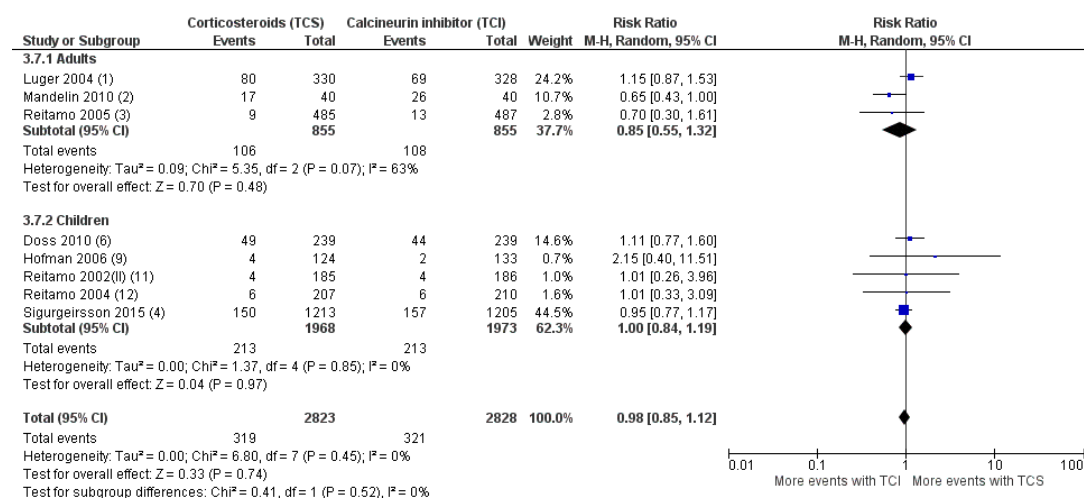 Corticosteroids (TCS) Calcineurin inhibitor (TCI) Risk Ratio Risk Ratio
Study or Subgroup Events Total Events Total Weight M-H, Random, 95% CI M-H, Random, 95% CI
3.7.1 Adults
Luger 2004 (1) 80 330 69 328 24.2% 1.15 [0.87, 1.53]
Mandelin 2010 (2) 17 40 26 40 10.7% 0.65 [0.43, 1.00]
Reitamo 2005 (3) 9 485 13 487 2.8% 0.70 [0.30, 1.61]
Subtotal (95% CI) 855 855 37.7% 0.85 [0.55, 1.32]
Total events 106 108
Heterogeneity: Tau² = 0.09; Chi² = 5.35, df = 2 (P = 0.07); I² = 63%
Test for overall effect: Z = 0.70 (P = 0.48)
3.7.2 Children
Doss 2010 (6) 49 239 44 239 14.6% 1.11 [0.77, 1.60]
Hofman 2006 (9) 4 124 2 133 0.7% 2.15 [0.40, 11.51]
Reitamo 2002(II) (11) 4 185 4 186 1.0% 1.01 [0.26, 3.96]
Reitamo 2004 (12) 6 207 6 210 1.6% 1.01 [0.33, 3.09]
Sigurgeirsson 2015 (4) 150 1213 157 1205 44.5% 0.95 [0.77, 1.17]
Subtotal (95% CI) 1968 1973 62.3% 1.00 [0.84, 1.19]
Total events 213 213
Heterogeneity: Tau² = 0.00; Chi² = 1.37, df = 4 (P = 0.85); I² = 0%
Test for overall effect: Z = 0.04 (P = 0.97)
Total (95% CI) 2823 2828 100.0% 0.98 [0.85, 1.12]
Total events 319 321
Heterogeneity: Tau² = 0.00; Chi² = 6.80, df = 7 (P = 0.45); I² = 0%
Test for overall effect: Z = 0.33 (P = 0.74)
Test for subgroup differences: Chi² = 0.41, df = 1 (P = 0.52), I² = 0%
0.01 0.1 1 10 100
More events with TCI More events with TCS